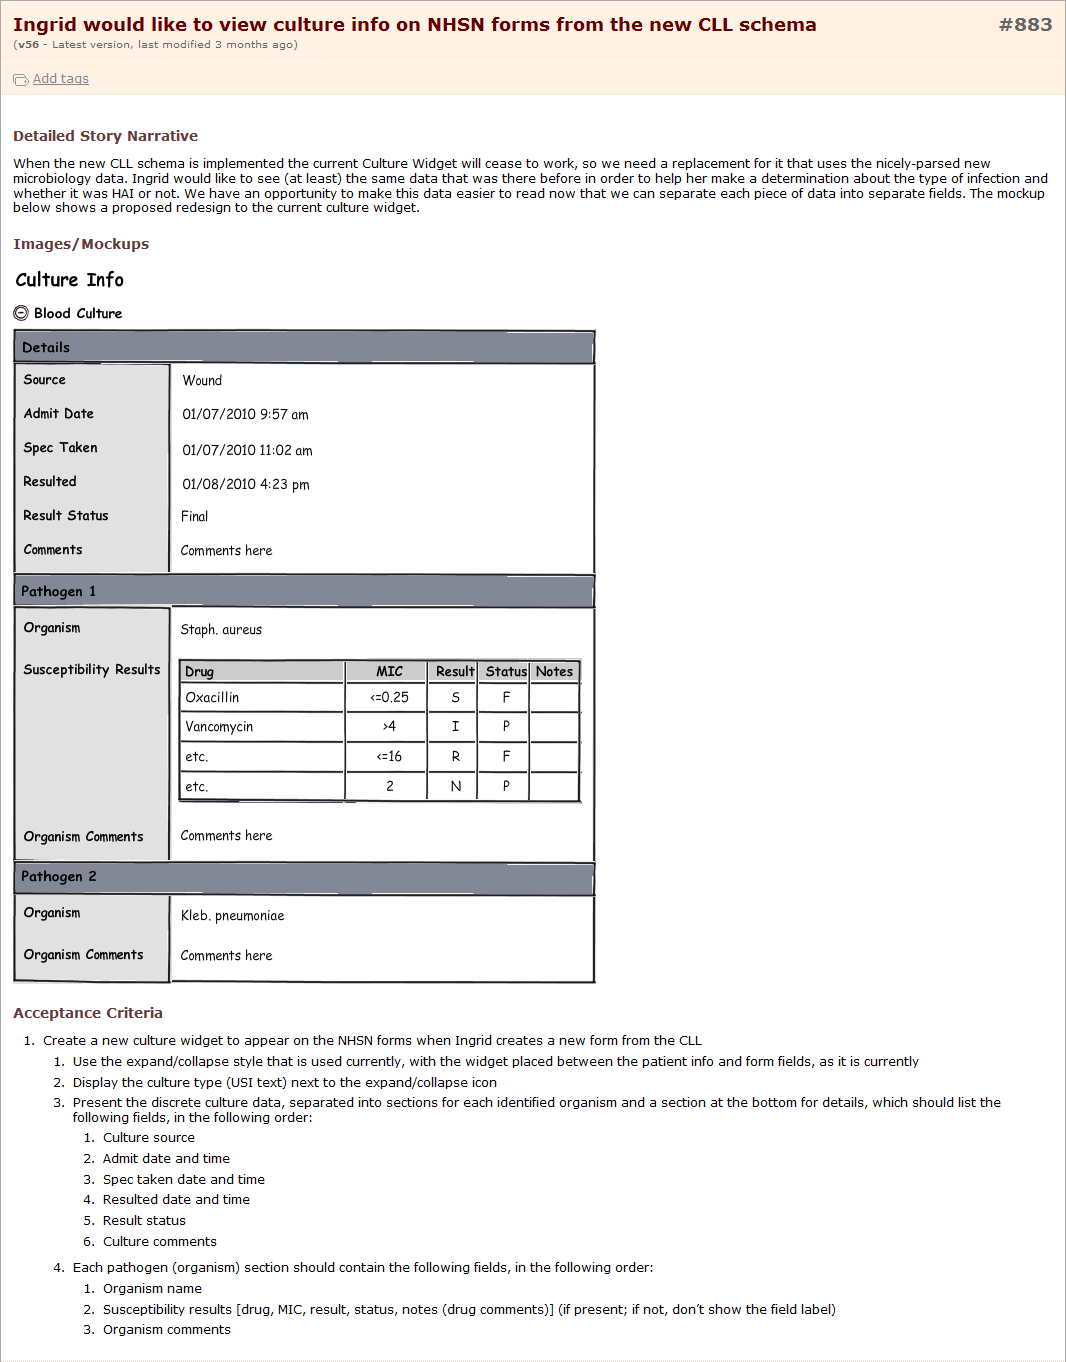 Ingrid would like to view culture info on NHSN forms from the new CLL schema #883
(v56 - Latest version, last modified 3 months ago)
Add tags
Detailed Story Narrative
When the new CLL schema is implemented the current Culture Widget will cease to work, so we need a replacement for it that uses the nicely-parsed new
microbiology data. Ingrid would like to see (at least) the same data that was there before in order to help her make a determination about the type of infection and
whether it was HAI or not. We have an opportunity to make this data easier to read now that we can separate each piece of data into separate fields. The mockup
below shows a proposed redesign to the current culture widget.
Images/Mockups
Culture Info
Blood Culture
Details
Source Wound
Admit Date 01/07/2010 9:57 am
Spec Taken 01/07/2010 11:02 am
Resulted 01/08/2010 4:23 pm
Result Status Final
Comments Comments here
Pathogen 1
Organism Staph. aureus
Susceptibility Results Drug MIC Result Status Notes
Oxacillin <=0.25 S F
Vancomycin >4 I P
etc. <=16 R F
etc. 2 N P
Organism Comments Comments here
Pathogen 2
Organism Kleb. pneumoniae
Organism Comments Comments here
Acceptance Criteria
1. Create a new culture widget to appear on the NHSN forms when Ingrid creates a new form from the CLL
1. Use the expand/collapse style that is used currently, with the widget placed between the patient info and form fields, as it is currently
2. Display the culture type (USI text) next to the expand/collapse icon
3. Present the discrete culture data, separated into sections for each identified organism and a section at the bottom for details, which should list the
following fields, in the following order:
1. Culture source
2. Admit date and time
3. Spec taken date and time
4. Resulted date and time
5. Result status
6. Culture comments
4. Each pathogen (organism) section should contain the following fields, in the following order:
1. Organism name
2. Susceptibility results [drug, MIC, result, status, notes (drug comments)] (if present; if not, don't show the field label)
3. Organism comments